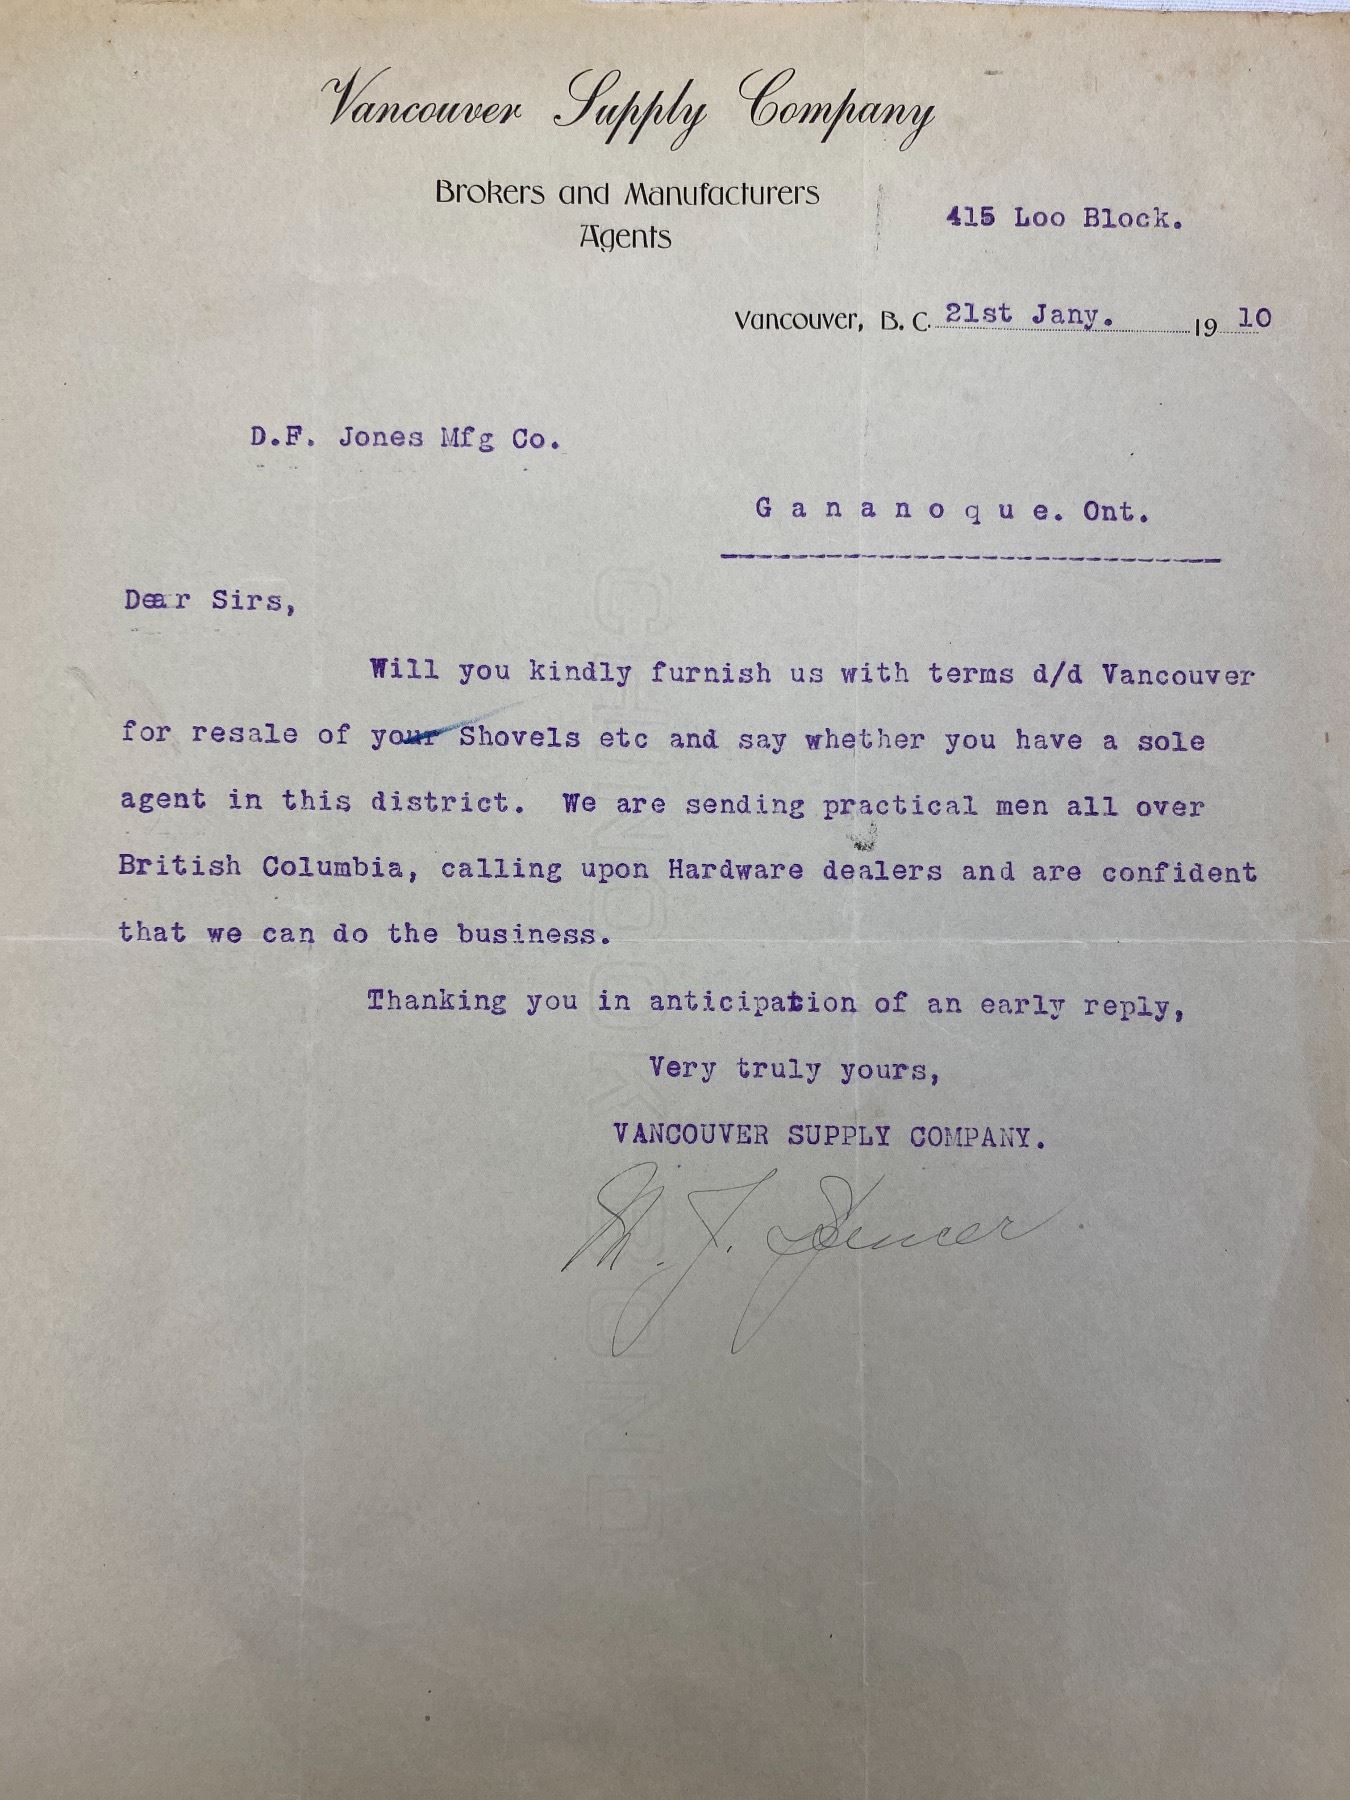 Vancouver Supply Company
Brokers and Manufacturers
Agents
415 Loo Block.
Vancouver, B. C. 21st Jany. 19 10
D.F. Jones Mfg Co.
Gananoque. Ont.
Dear Sirs,
Will you kindly furnish us with terms d/d Vancouver
for resale of your Shovels etc and say whether you have a sole
agent in this district. We are sending practical men all over
British Columbia, calling upon Hardware dealers and are confident
that we can do the business.
Thanking you in anticipation of an early reply,
Very truly yours,
VANCOUVER SUPPLY COMPANY.
M. J. Spencer